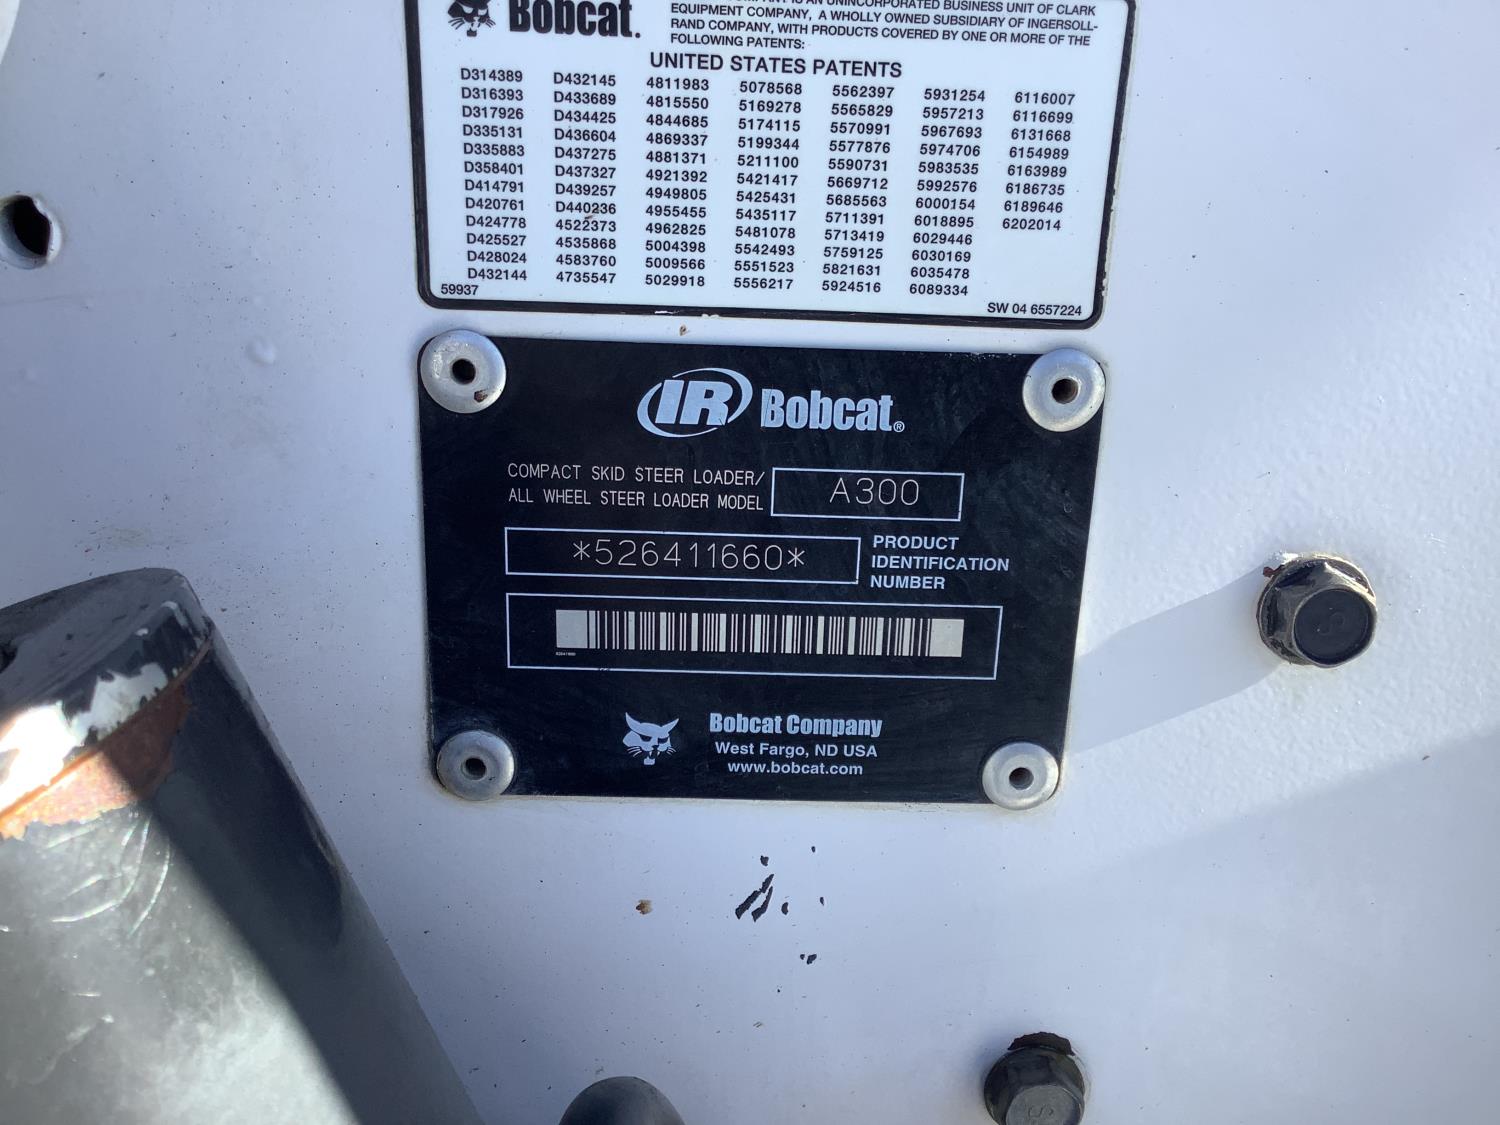 Bobcat.
AN UNINCORPORATED BUSINESS UNIT OF CLARK
EQUIPMENT COMPANY, A WHOLLY OWNED SUBSIDIARY OF INGERSOLL-
RAND COMPANY, WITH PRODUCTS COVERED BY ONE OR MORE OF THE
FOLLOWING PATENTS:
UNITED STATES PATENTS
D314389 D432145 4811983 5078568 5562397 5931254 6116007
D316393 D433689 4815550 5169278 5565829 5957213 6116699
D317926 D434425 4844685 5174115 5570991 5967693 6131668
D335131 D436604 4869337 5199344 5577876 5974706 6154989
D335883 D437275 4881371 5211100 5590731 5983535 6163989
D358401 D437327 4921392 5421417 5669712 5992576 6186735
D414791 D439257 4949805 5425431 5685563 6000154 6189646
D420761 D440236 4955455 5435117 5711391 6018895 6202014
D424778 4522373 4962825 5481078 5713419 6029446
D425527 4535868 5004398 5542493 5759125 6030169
D428024 4583760 5009566 5551523 5821631 6035478
D432144 4735547 5029918 5556217 5924516 6089334
59937 SW 04 6557224
IR Bobcat®
COMPACT SKID STEER LOADER/
ALL WHEEL STEER LOADER MODEL A300
*526411660* PRODUCT
IDENTIFICATION
NUMBER
Bobcat Company
West Fargo, ND USA
www.bobcat.com